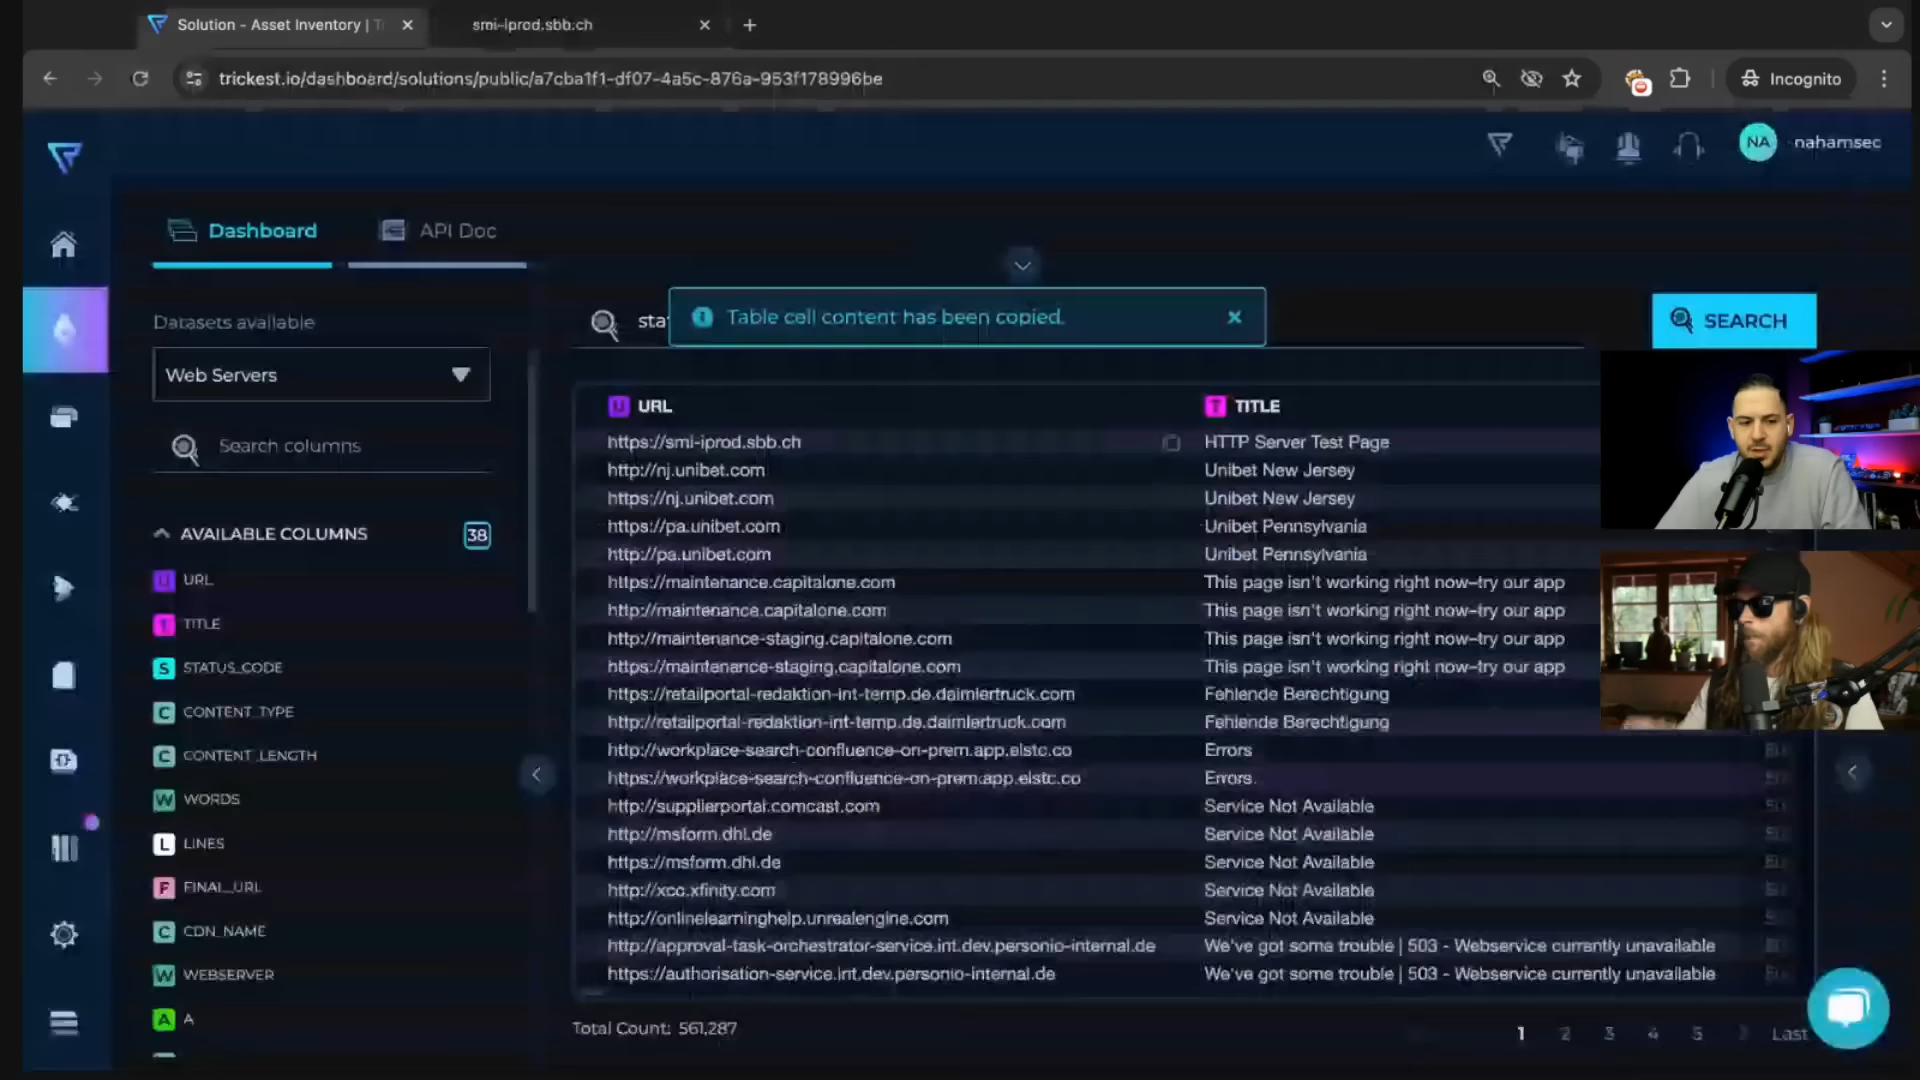 Solution - Asset Inventory | T
smi-iprod.sbb.ch
trickest.io/dashboard/solutions/public/a7cba1f1-df07-4a5c-876a-953f178996be
Incognito
NA
nahamsec
Dashboard
API Doc
Datasets available
Web Servers
Search columns
AVAILABLE COLUMNS
38
U URL
T TITLE
S STATUS_CODE
C CONTENT_TYPE
C CONTENT_LENGTH
W WORDS
L LINES
F FINAL_URL
C CDN_NAME
W WEBSERVER
A A
sta
Table cell content has been copied.
SEARCH
U URL
T TITLE
https://smi-iprod.sbb.ch HTTP Server Test Page
http://nj.unibet.com Unibet New Jersey
https://nj.unibet.com Unibet New Jersey
https://pa.unibet.com Unibet Pennsylvania
http://pa.unibet.com Unibet Pennsylvania
https://maintenance.capitalone.com This page isn't working right now–try our app
http://maintenance.capitalone.com This page isn't working right now–try our app
http://maintenance-staging.capitalone.com This page isn't working right now–try our app
https://maintenance-staging.capitalone.com This page isn't working right now–try our app
https://retailportal-redaktion-int-temp.de.daimlertruck.com Fehlende Berechtigung
http://retailportal-redaktion-int-temp.de.daimlertruck.com Fehlende Berechtigung
http://workplace-search-confluence-on-prem.app.elstc.co Errors
https://workplace-search-confluence-on-prem.app.elstc.co Errors
http://supplierportal.comcast.com Service Not Available
http://msform.dhl.de Service Not Available
https://msform.dhl.de Service Not Available
http://xcc.xfinity.com Service Not Available
http://onlinelearninghelp.unrealengine.com Service Not Available
http://approval-task-orchestrator-service.int.dev.personio-internal.de We've got some trouble | 503 - Webservice currently unavailable
https://authorisation-service.int.dev.personio-internal.de We've got some trouble | 503 - Webservice currently unavailable
Total Count: 561,287
1 2 3 4 5 Last